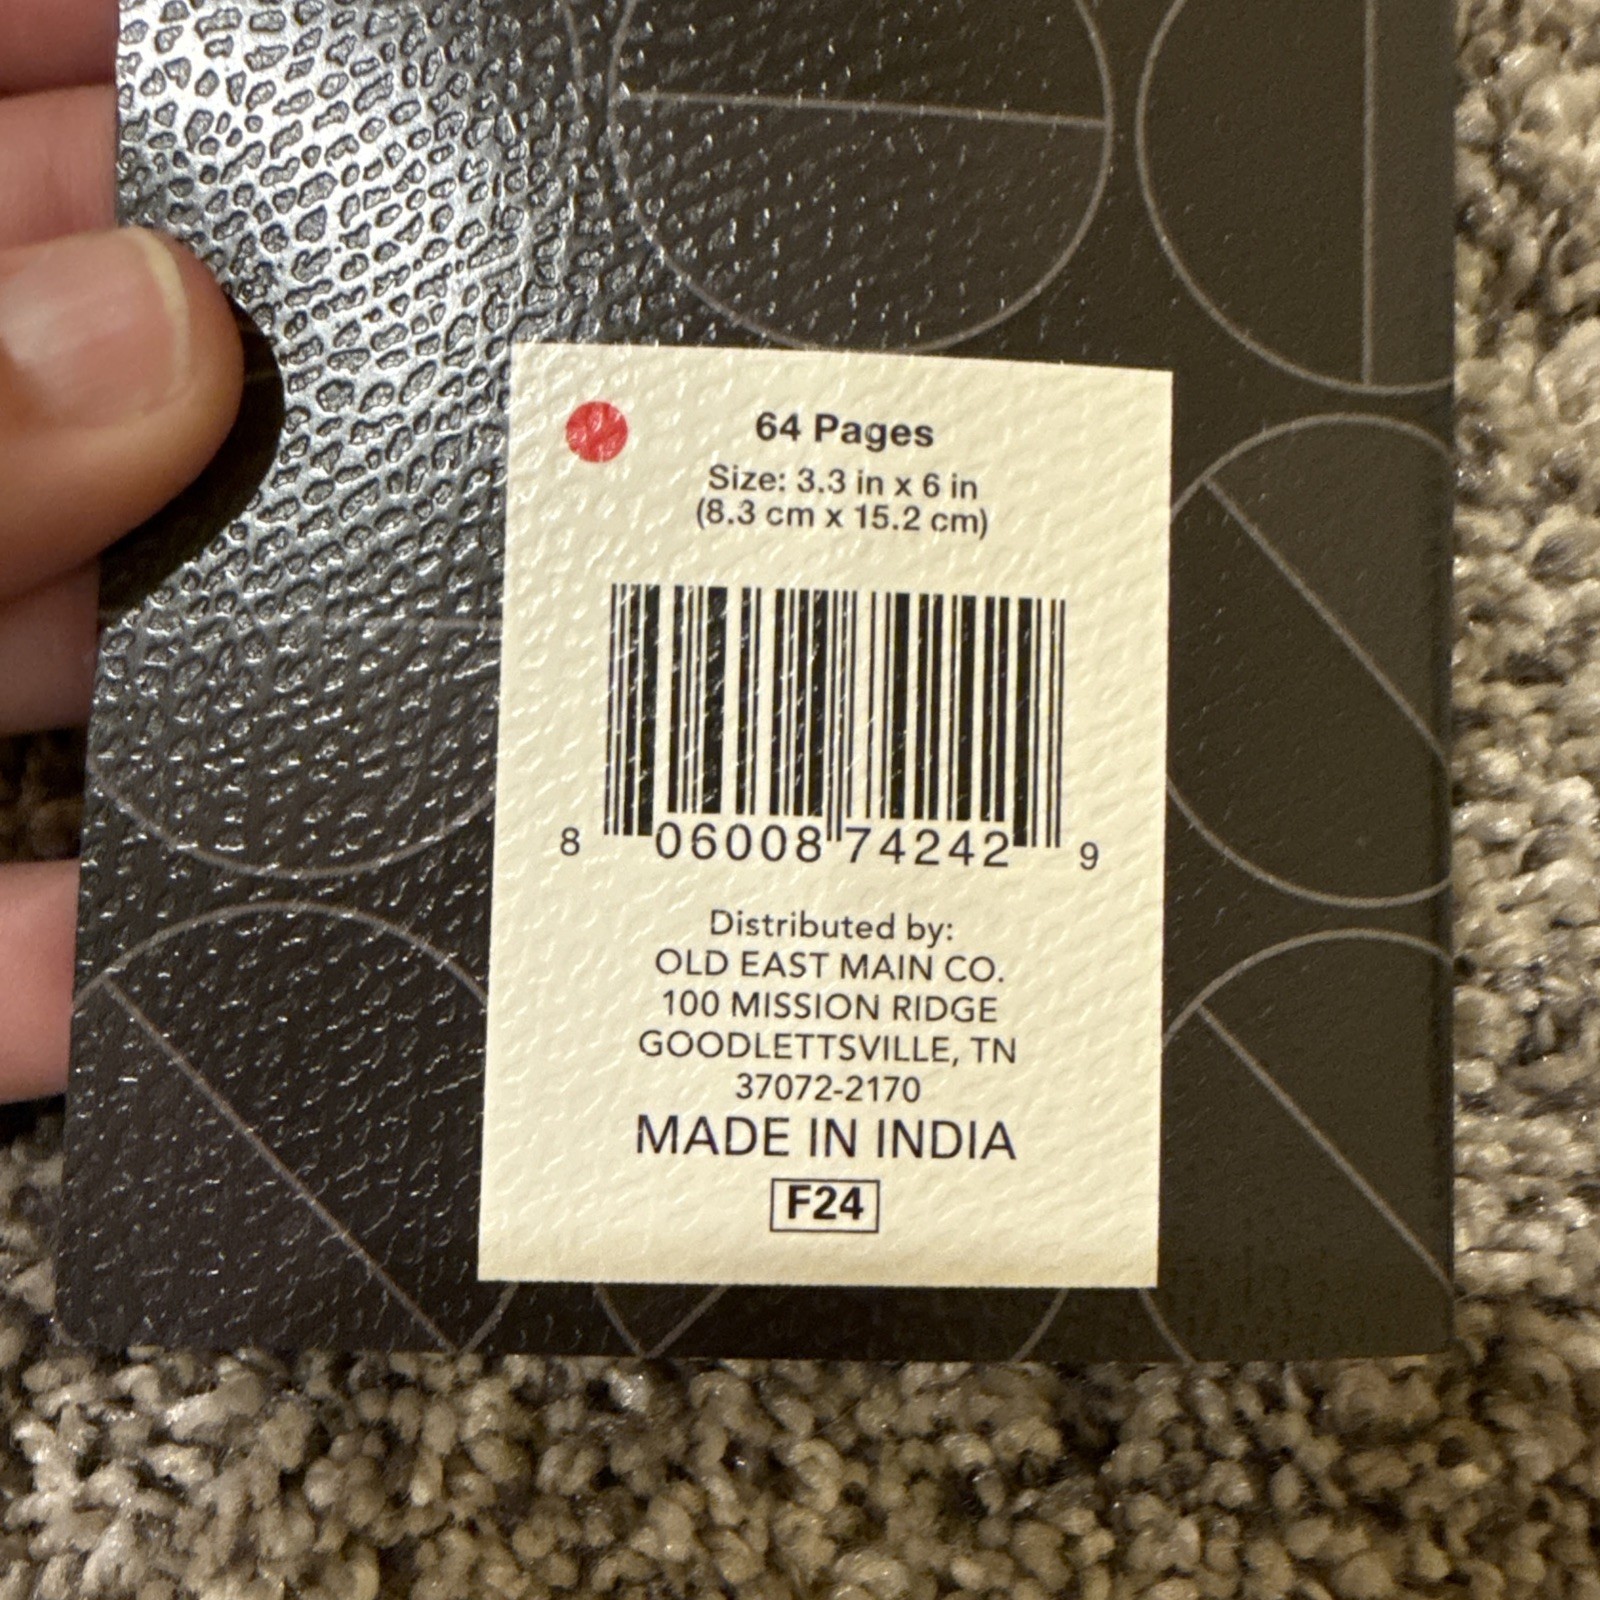 64 Pages
Size: 3.3 in x 6 in
(8.3 cm x 15.2 cm)
8 06008 74242 9
Distributed by:
OLD EAST MAIN CO.
100 MISSION RIDGE
GOODLETTSVILLE, TN
37072-2170
MADE IN INDIA
F24